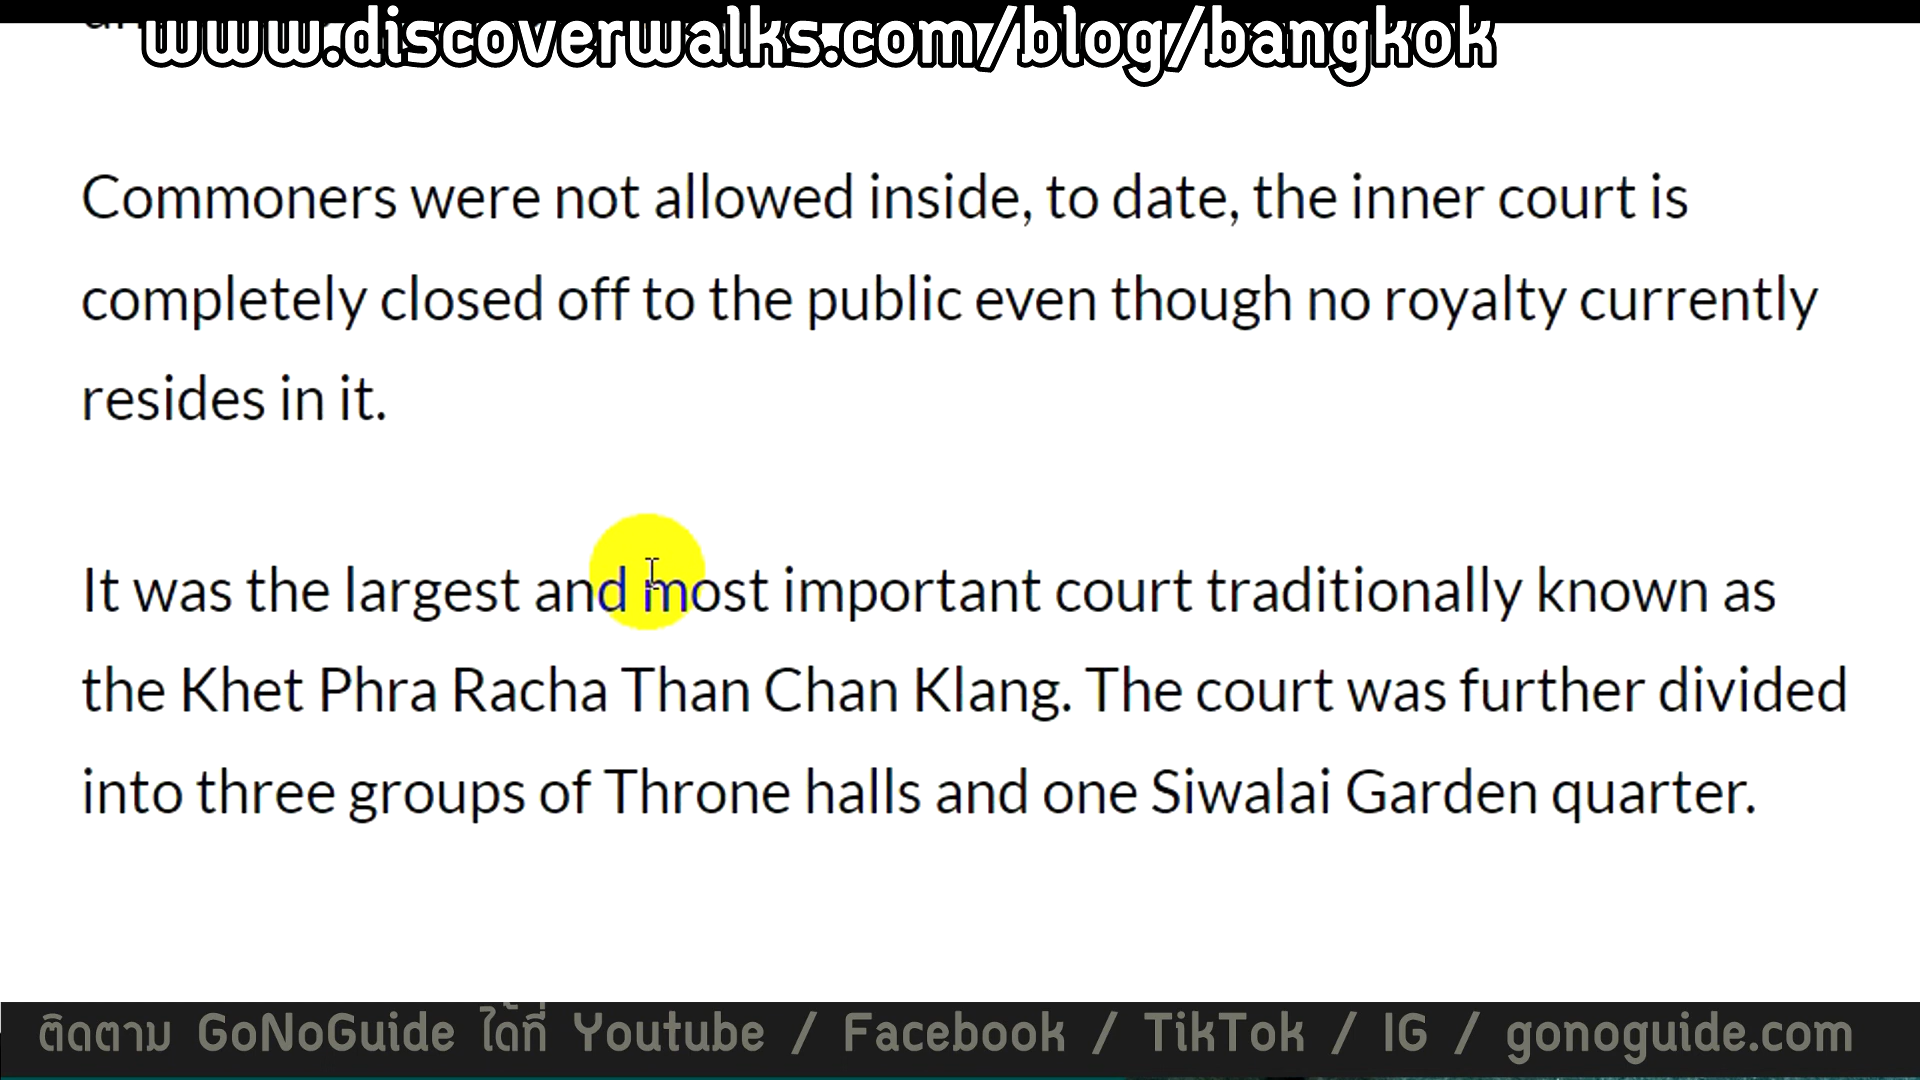 www.discoverwalks.com/blog/bangkok
Commoners were not allowed inside, to date, the inner court is
completely closed off to the public even though no royalty currently
resides in it.
It was the largest and most important court traditionally known as
the Khet Phra Racha Than Chan Klang. The court was further divided
into three groups of Throne halls and one Siwalai Garden quarter.
ติดตาม GoNoGuide ได้ที่ Youtube / Facebook / TikTok / IG / gonoguide.com